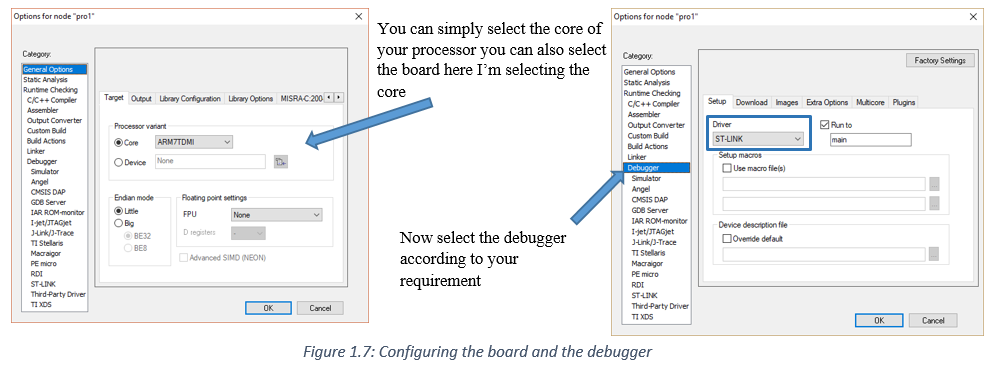 Options for node "pro1"
Category:
General Options
Static Analysis
Runtime Checking
C/C++ Compiler
Assembler
Output Converter
Custom Build
Build Actions
Linker
Debugger
Simulator
Angel
CMSIS DAP
GDB Server
IAR ROM-monitor
I-jet/JTAGjet
J-Link/J-Trace
TI Stellaris
Macraigor
PE micro
RDI
ST-LINK
Third-Party Driver
TI XDS
Target Output Library Configuration Library Options MISRA-C:200
Processor variant
Core ARM7TDMI
Device None
Endian mode
Little
Big
BE32
BE8
Floating point settings
FPU None
D registers -
Advanced SIMD (NEON)
OK Cancel
You can simply select the core of
your processor you can also select
the board here I'm selecting the
core
Now select the debugger
according to your
requirement
Options for node "pro1"
Category:
General Options
Static Analysis
Runtime Checking
C/C++ Compiler
Assembler
Output Converter
Custom Build
Build Actions
Linker
Debugger
Simulator
Angel
CMSIS DAP
GDB Server
IAR ROM-monitor
I-jet/JTAGjet
J-Link/J-Trace
TI Stellaris
Macraigor
PE micro
RDI
ST-LINK
Third-Party Driver
TI XDS
Factory Settings
Setup Download Images Extra Options Multicore Plugins
Driver
ST-LINK
Run to
main
Setup macros
Use macro file(s)
...
...
Device description file
Override default
...
OK Cancel
Figure 1.7: Configuring the board and the debugger